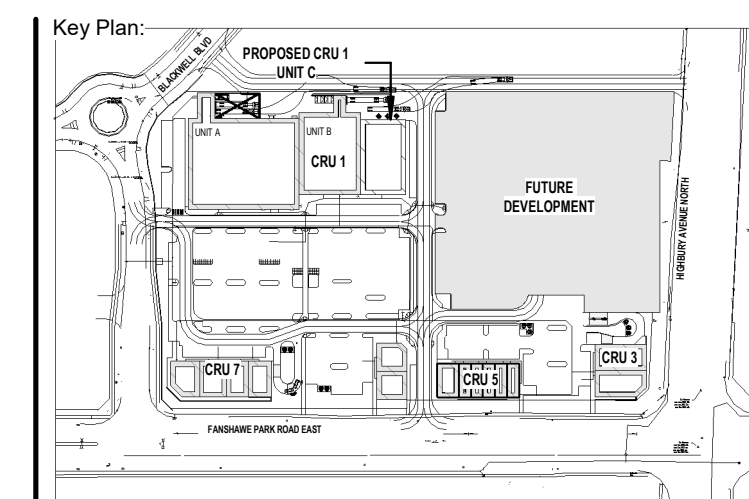 Key Plan:
PROPOSED CRU 1
UNIT C
BLACKWELL BLVD
UNIT A
UNIT B
CRU 1
FUTURE
DEVELOPMENT
HIGHBURY AVENUE NORTH
CRU 7
CRU 5
CRU 3
FANSHAWE PARK ROAD EAST